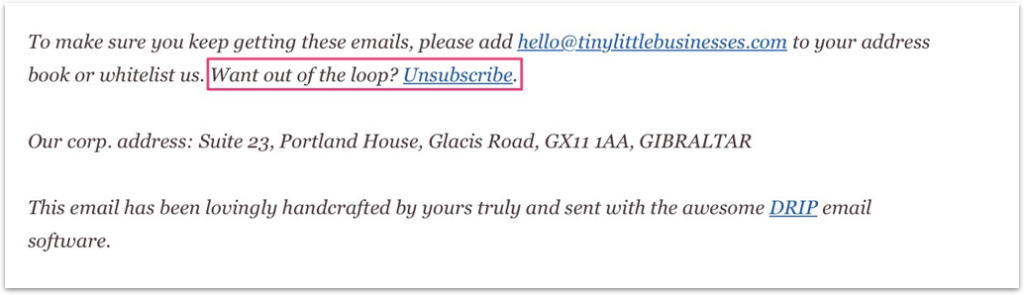 To make sure you keep getting these emails, please add hello@tinylittlebusinesses.com to your address
book or whitelist us. Want out of the loop? Unsubscribe.
Our corp. address: Suite 23, Portland House, Glacis Road, GX11 1AA, GIBRALTAR
This email has been lovingly handcrafted by yours truly and sent with the awesome DRIP email
software.